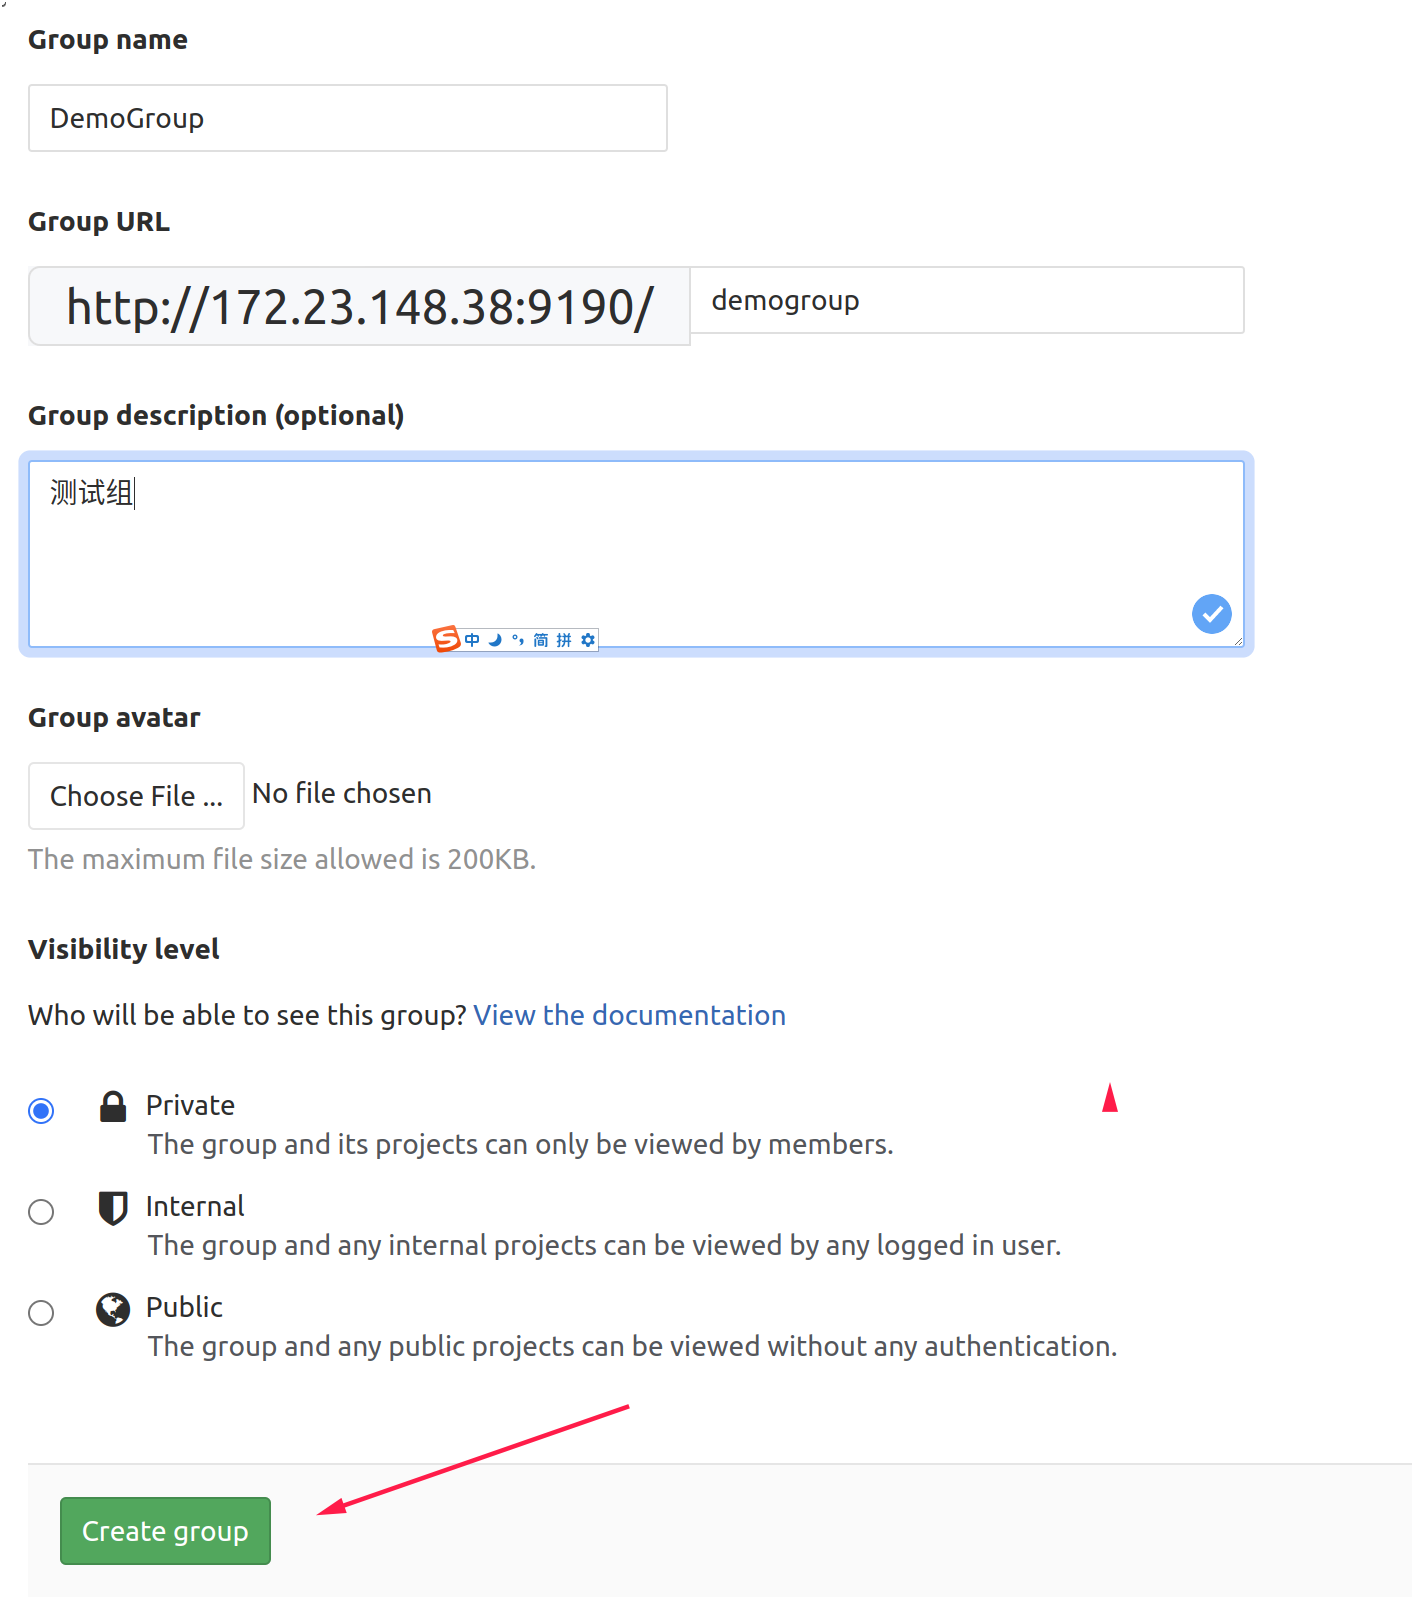 Group name
DemoGroup
Group URL
http://172.23.148.38:9190/ demogroup
Group description (optional)
测试组
S 中 简 拼
Group avatar
Choose File ... No file chosen
The maximum file size allowed is 200KB.
Visibility level
Who will be able to see this group? View the documentation
Private
The group and its projects can only be viewed by members.
Internal
The group and any internal projects can be viewed by any logged in user.
Public
The group and any public projects can be viewed without any authentication.
Create group